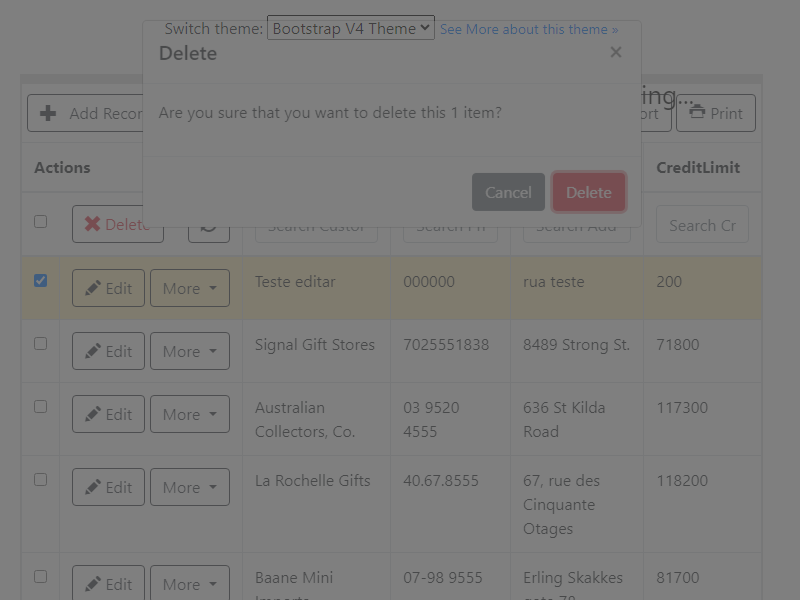 Switch theme: Bootstrap V4 Theme See More about this theme »
Delete ×
ing...
Are you sure that you want to delete this 1 item?
Add Recor
ort Print
Cancel Delete
Actions CreditLimit
Delete Search Custor Search Ph Search Add Search Cr
Edit More Teste editar 000000 rua teste 200
Edit More Signal Gift Stores 7025551838 8489 Strong St. 71800
Edit More Australian 03 9520 636 St Kilda 117300
Collectors, Co. 4555 Road
Edit More La Rochelle Gifts 40.67.8555 67, rue des 118200
Cinquante
Otages
Edit More Baane Mini 07-98 9555 Erling Skakkes 81700
Imports gate 78